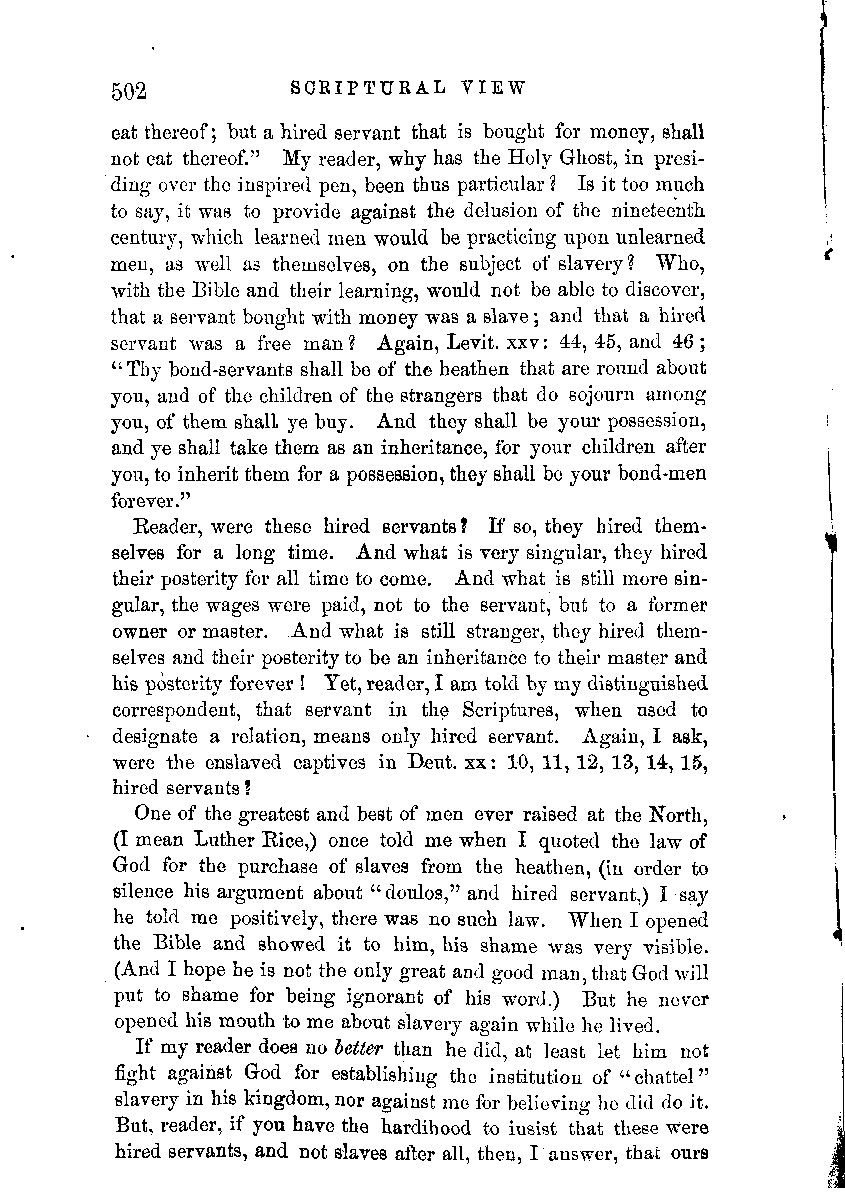 502 SCRIPTURAL VIEW
eat thereof; but a hired servant that is bought for money, shall
not eat thereof.” My reader, why has the Holy Ghost, in presi-
ding over the inspired pen, been thus particular? Is it too much
to say, it was to provide against the delusion of the nineteenth
century, which learned men would be practicing upon unlearned
men, as well as themselves, on the subject of slavery? Who,
with the Bible and their learning, would not be able to discover,
that a servant bought with money was a slave; and that a hired
servant was a free man? Again, Levit. xxv: 44, 45, and 46;
“Thy bond-servants shall be of the heathen that are round about
you, and of the children of the strangers that do sojourn among
you, of them shall ye buy. And they shall be your possession,
and ye shall take them as an inheritance, for your children after
you, to inherit them for a possession, they shall be your bond-men
forever.”
Reader, were these hired servants? If so, they hired them-
selves for a long time. And what is very singular, they hired
their posterity for all time to come. And what is still more sin-
gular, the wages were paid, not to the servant, but to a former
owner or master. And what is still stranger, they hired them-
selves and their posterity to be an inheritance to their master and
his posterity forever! Yet, reader, I am told by my distinguished
correspondent, that servant in the Scriptures, when used to
designate a relation, means only hired servant. Again, I ask,
were the enslaved captives in Deut. xx: 10, 11, 12, 13, 14, 15,
hired servants?
One of the greatest and best of men ever raised at the North,
(I mean Luther Rice,) once told me when I quoted the law of
God for the purchase of slaves from the heathen, (in order to
silence his argument about “doulos,” and hired servant,) I say
he told me positively, there was no such law. When I opened
the Bible and showed it to him, his shame was very visible.
(And I hope he is not the only great and good man, that God will
put to shame for being ignorant of his word.) But he never
opened his mouth to me about slavery again while he lived.
If my reader does no better than he did, at least let him not
fight against God for establishing the institution of “chattel”
slavery in his kingdom, nor against me for believing he did do it.
But, reader, if you have the hardihood to insist that these were
hired servants, and not slaves after all, then, I answer, that ours